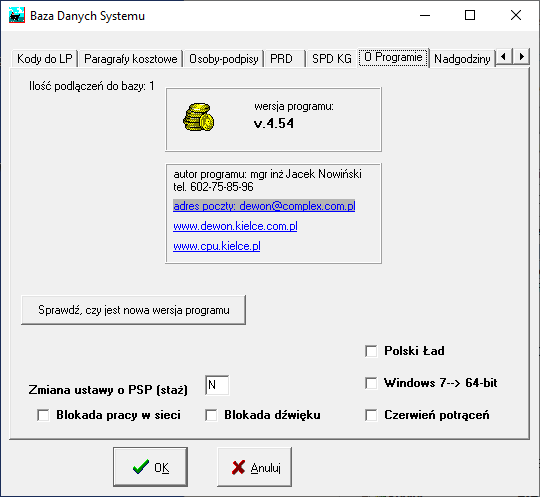 Baza Danych Systemu
Kody do LP
Paragrafy kosztowe
Osoby-podpisy
PRD
SPD KG
O Programie
Nadgodziny
Ilość podłączeń do bazy: 1
wersja programu:
v.4.54
autor programu: mgr inż Jacek Nowiński
tel. 602-75-85-96
adres poczty: dewon@complex.com.pl
www.dewon.kielce.com.pl
www.cpu.kielce.pl
Sprawdź, czy jest nowa wersja programu
Polski Ład
Zmiana ustawy o PSP (staż)
N
Windows 7--> 64-bit
Blokada pracy w sieci
Blokada dźwięku
Czerwień potrąceń
OK
Anuluj